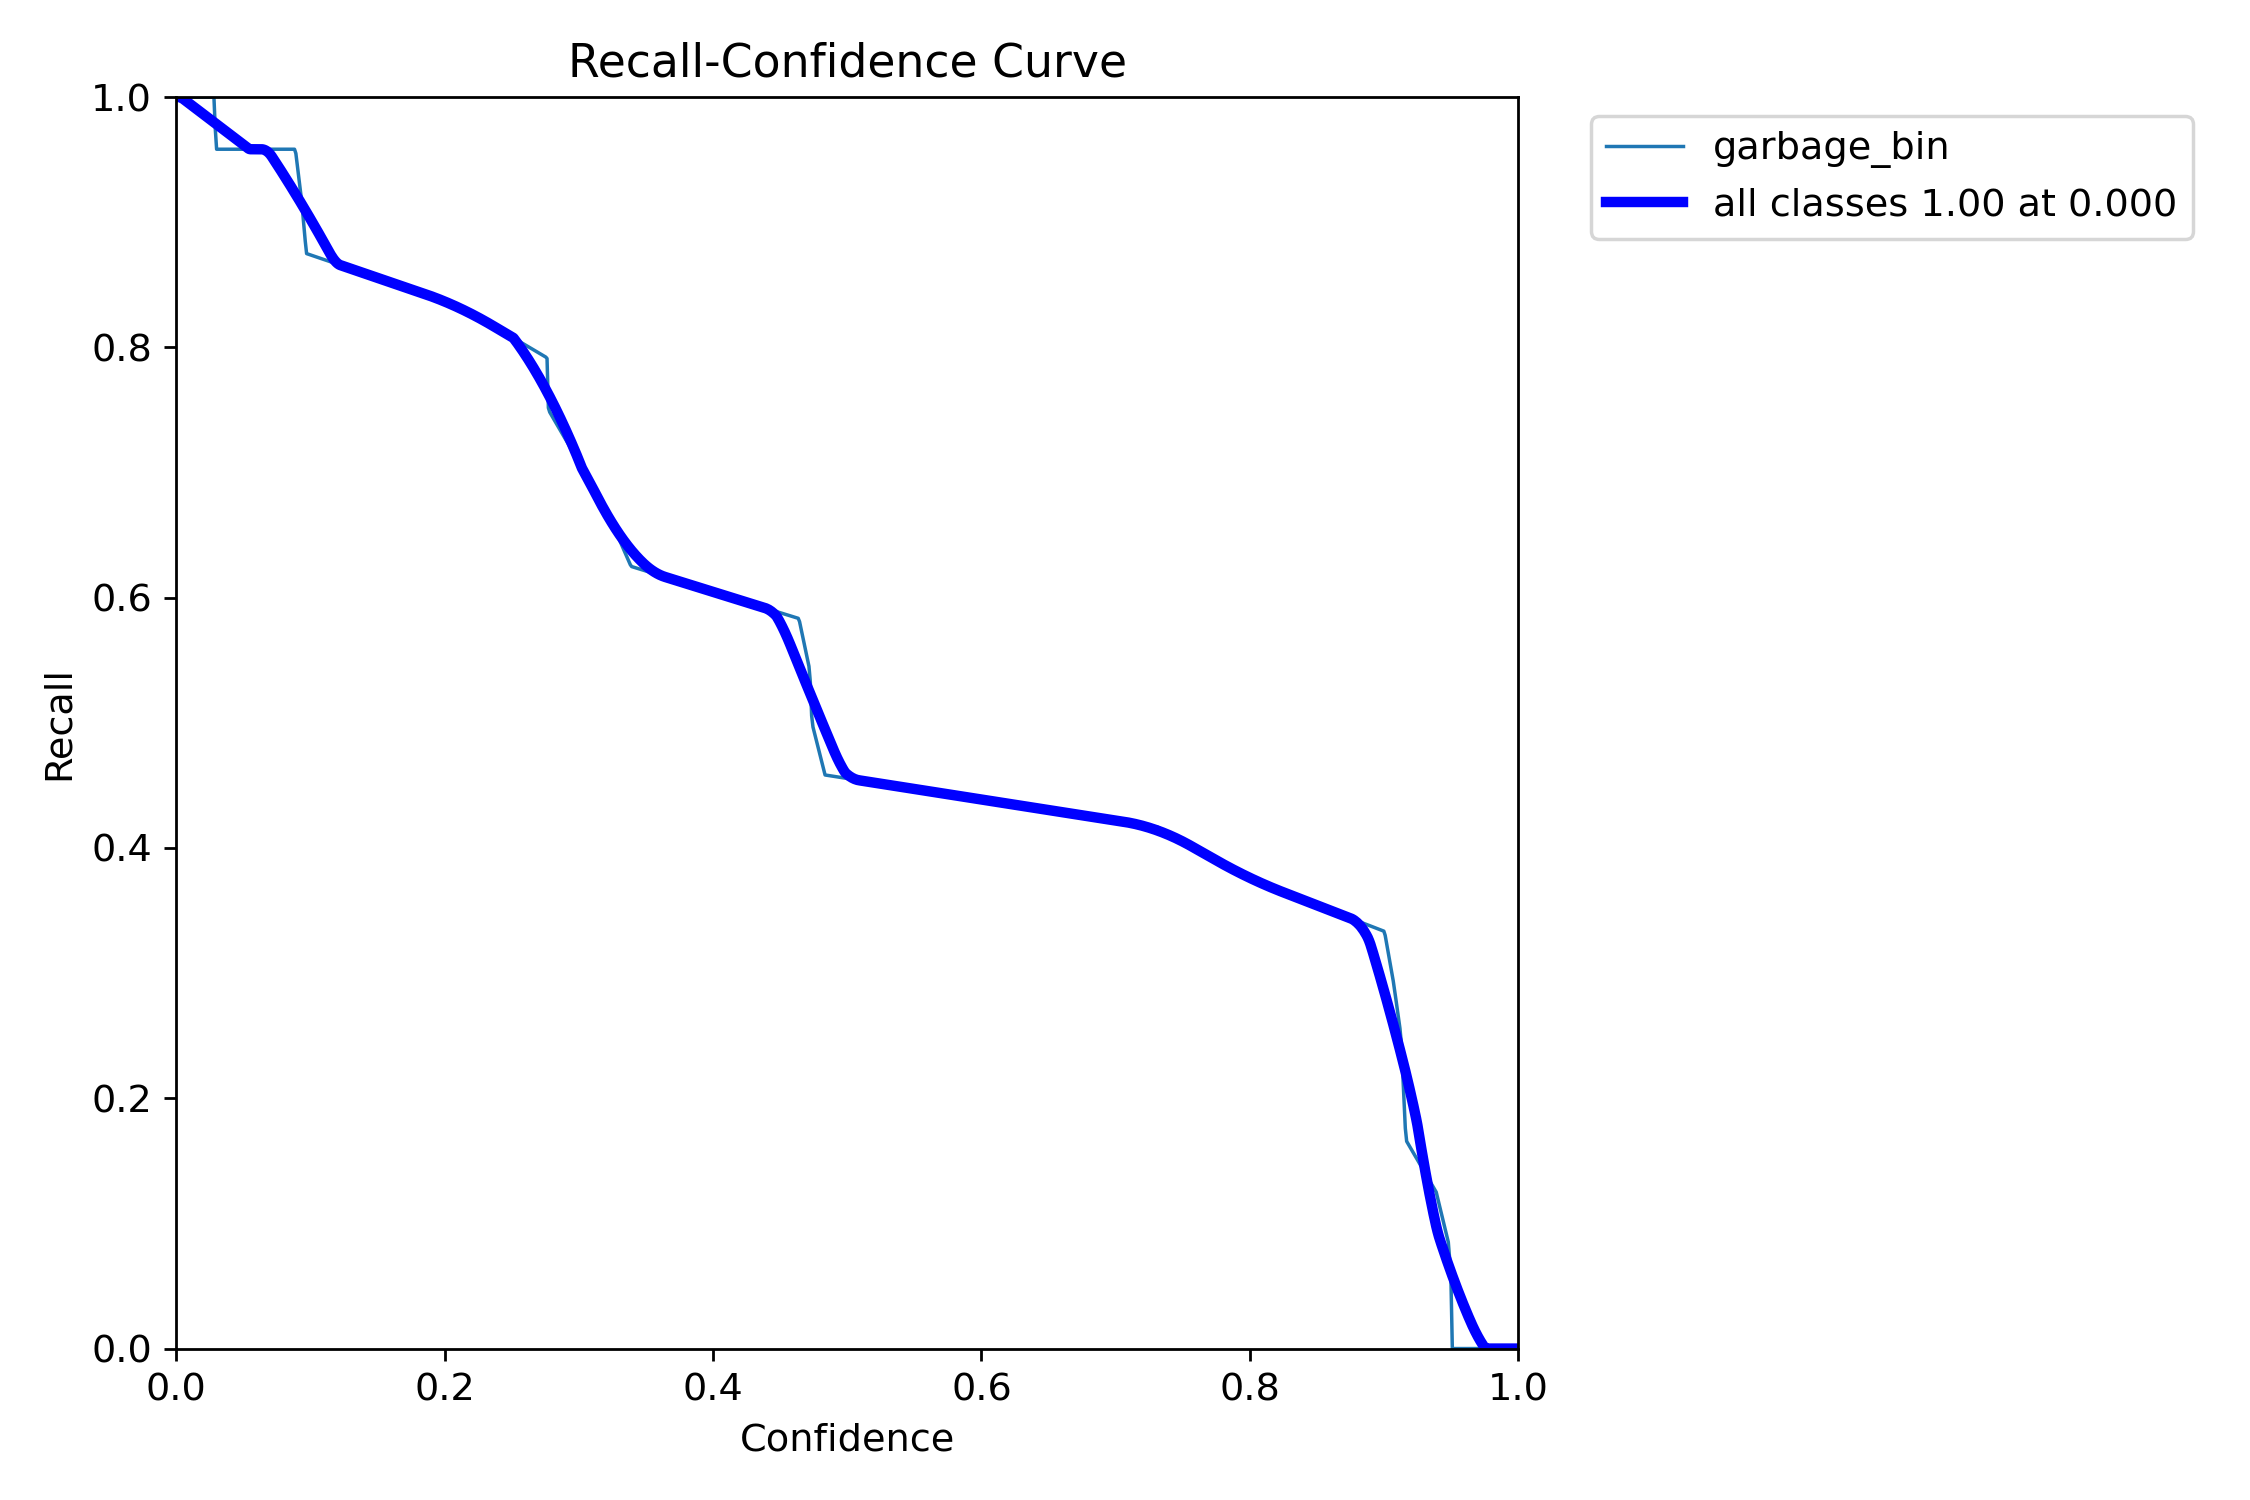 Recall-Confidence Curve
1.0
0.8
0.6
0.4
0.2
0.0
Recall
0.0 0.2 0.4 0.6 0.8 1.0
Confidence
garbage_bin
all classes 1.00 at 0.000